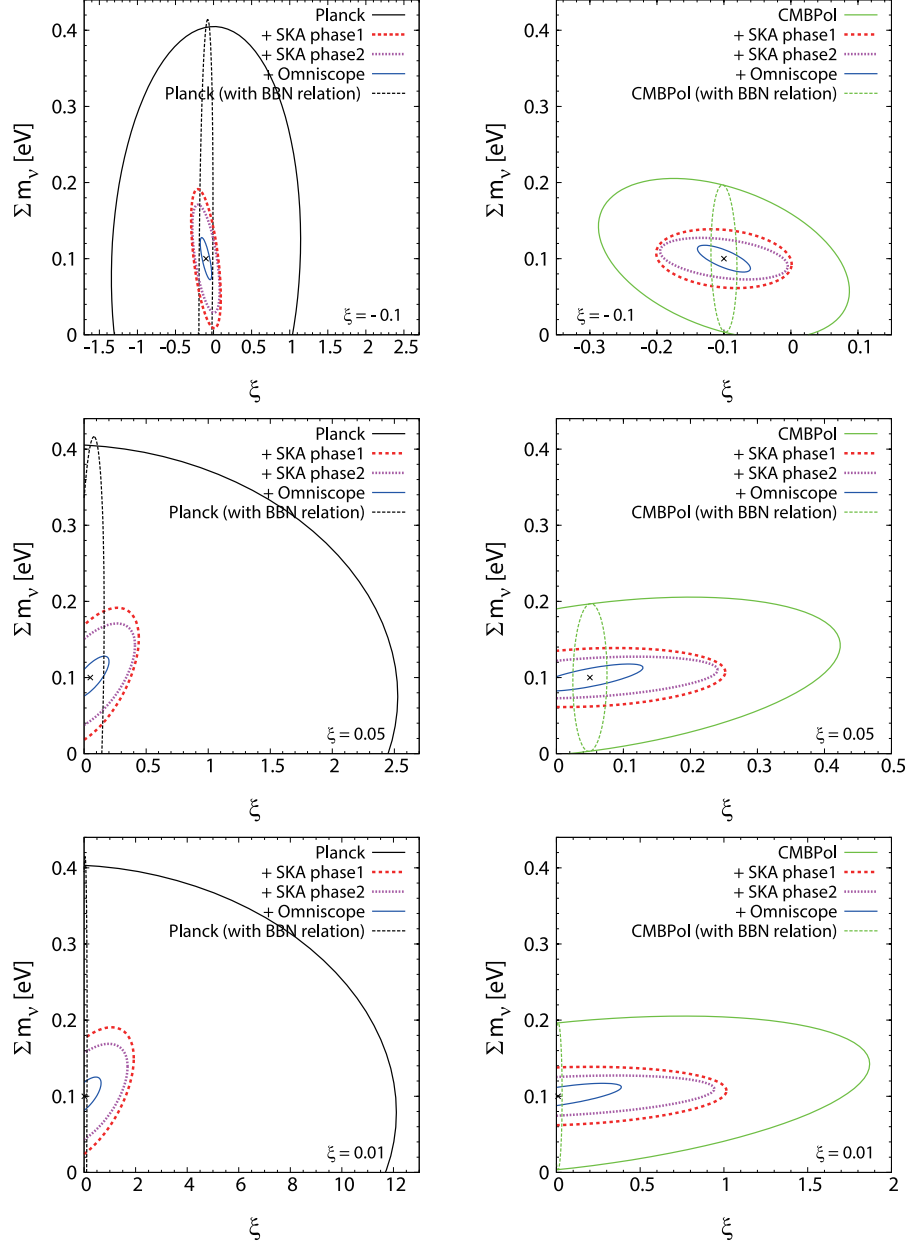 Planck
+ SKA phase1
+ SKA phase2
+ Omniscope
Planck (with BBN relation)
0.4
0.3
0.2
0.1
0
Σ mν [eV]
ξ = - 0.1
-1.5 -1 -0.5 0 0.5 1 1.5 2 2.5
ξ
CMBPol
+ SKA phase1
+ SKA phase2
+ Omniscope
CMBPol (with BBN relation)
0.4
0.3
0.2
0.1
0
Σ mν [eV]
ξ = - 0.1
-0.3 -0.2 -0.1 0 0.1
ξ
Planck
+ SKA phase1
+ SKA phase2
+ Omniscope
Planck (with BBN relation)
0.4
0.3
0.2
0.1
0
Σ mν [eV]
ξ = 0.05
0 0.5 1 1.5 2 2.5
ξ
CMBPol
+ SKA phase1
+ SKA phase2
+ Omniscope
CMBPol (with BBN relation)
0.4
0.3
0.2
0.1
0
Σ mν [eV]
ξ = 0.05
0 0.1 0.2 0.3 0.4 0.5
ξ
Planck
+ SKA phase1
+ SKA phase2
+ Omniscope
Planck (with BBN relation)
0.4
0.3
0.2
0.1
0
Σ mν [eV]
ξ = 0.01
0 2 4 6 8 10 12
ξ
CMBPol
+ SKA phase1
+ SKA phase2
+ Omniscope
CMBPol (with BBN relation)
0.4
0.3
0.2
0.1
0
Σ mν [eV]
ξ = 0.01
0 0.5 1 1.5 2
ξ